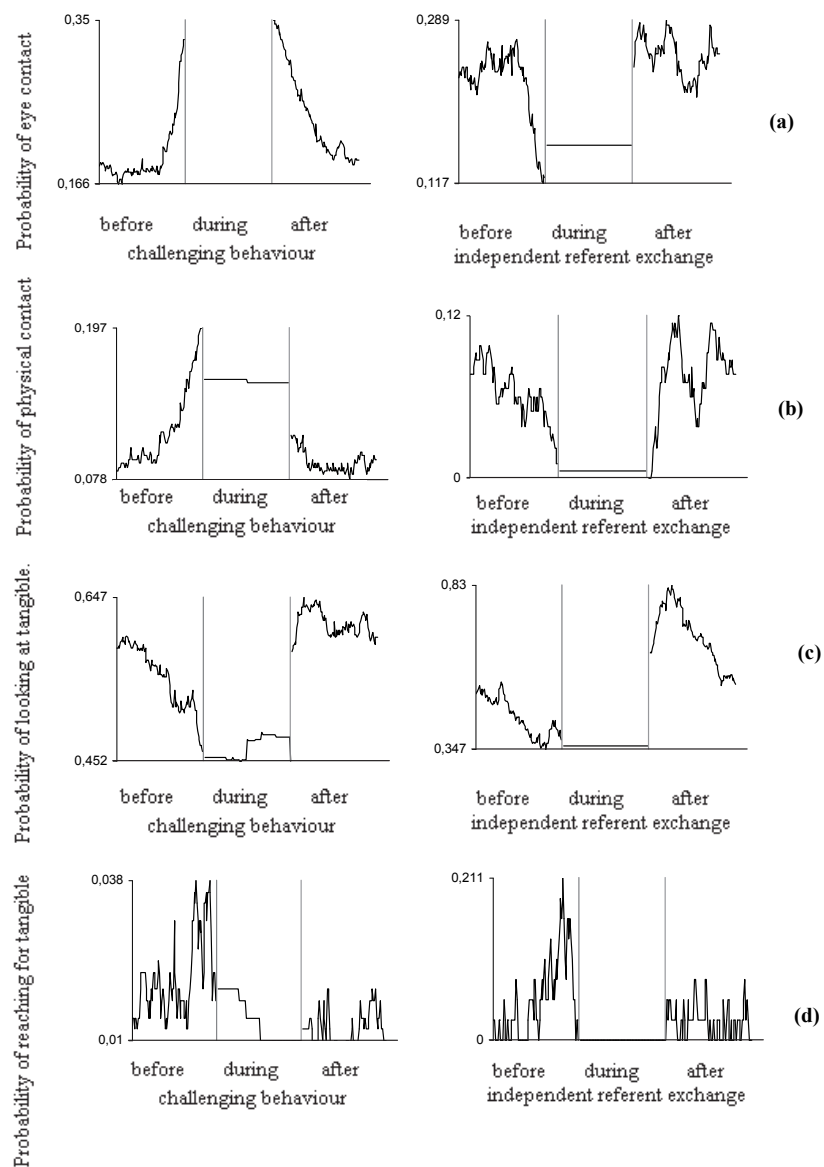 Probability of eye contact
0,35
0,166
before during after
challenging behaviour
0,289
0,117
before during after
independent referent exchange
(a)
Probability of physical contact
0,197
0,078
before during after
challenging behaviour
0,12
0
before during after
independent referent exchange
(b)
Probability of looking at tangible.
0,647
0,452
before during after
challenging behaviour
0,83
0,347
before during after
independent referent exchange
(c)
Probability of reaching for tangible
0,038
0,01
before during after
challenging behaviour
0,211
0
before during after
independent referent exchange
(d)